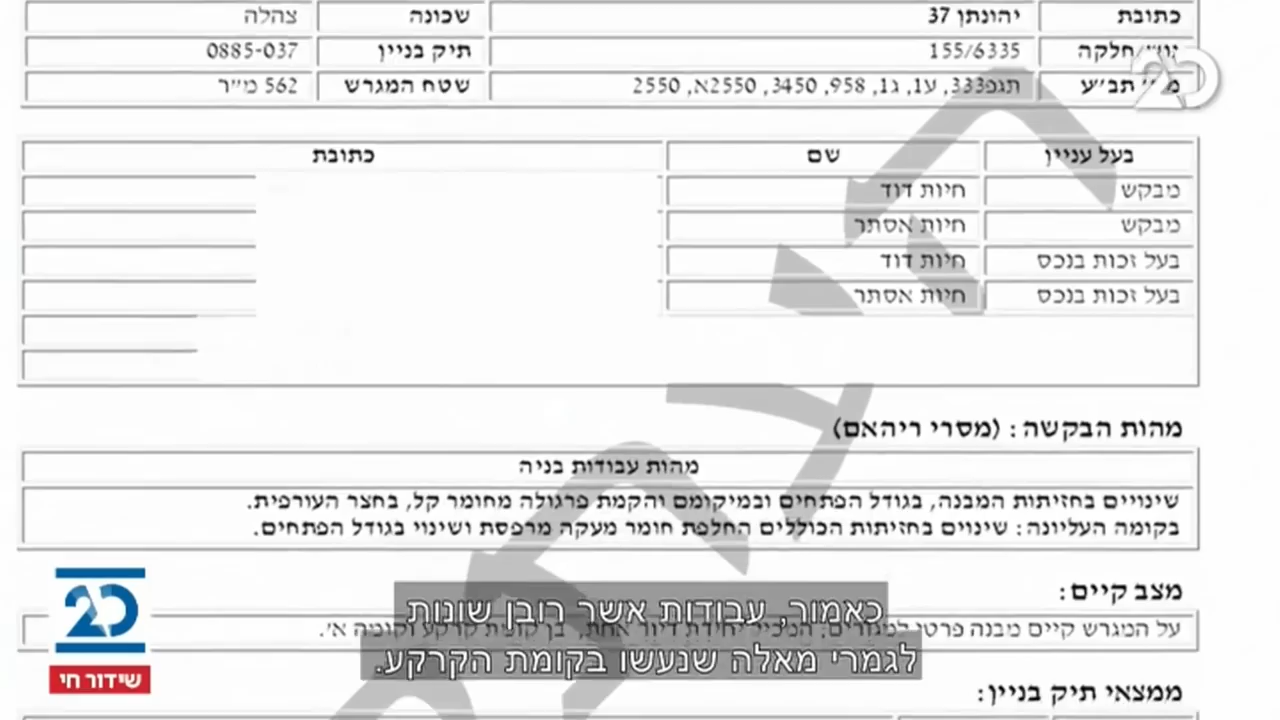 כתובת יהונתן 37 שכונה צהלה
גוש חלקה 155/6335 תיק בניין 0885-037
תב״ע תגפ333, ע1, ג1, 958, 3450, 2550א, 2550 שטח המגרש 562 מ״ר
20
בעל עניין שם כתובת
מבקש חיות דוד
מבקש חיות אסתר
בעל זכות בנכס חיות דוד
בעל זכות בנכס חיות אסתר
מהות הבקשה: (מסרי ריהאם)
מהות עבודות בניה
שינויים בחזיתות המבנה, בגודל הפתחים ובמיקומם והקמת פרגולה מחומר קל, בחצר העורפית.
בקומה העליונה: שינוים בחזיתות הכוללים החלפת חומר מעקה מרפסת ושינוי בגודל הפתחים.
מצב קיים:
על המגרש קיים מבנה פרטי למגורים, המכיל יחידת דיור אחת, בן קומת קרקע וקומה א׳.
כאמור, עבודות אשר רובן שונות
לגמרי מאלה שנעשו בקומת הקרקע.
ממצאי תיק בניין:
20
שידור חי